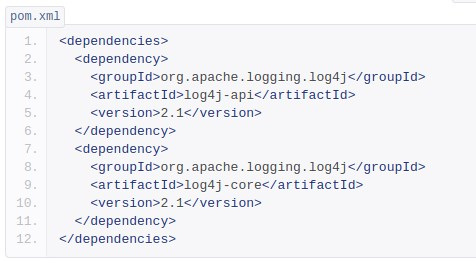 pom.xml
1. <dependencies>
2.   <dependency>
3.     <groupId>org.apache.logging.log4j</groupId>
4.     <artifactId>log4j-api</artifactId>
5.     <version>2.1</version>
6.   </dependency>
7.   <dependency>
8.     <groupId>org.apache.logging.log4j</groupId>
9.     <artifactId>log4j-core</artifactId>
10.     <version>2.1</version>
11.   </dependency>
12. </dependencies>